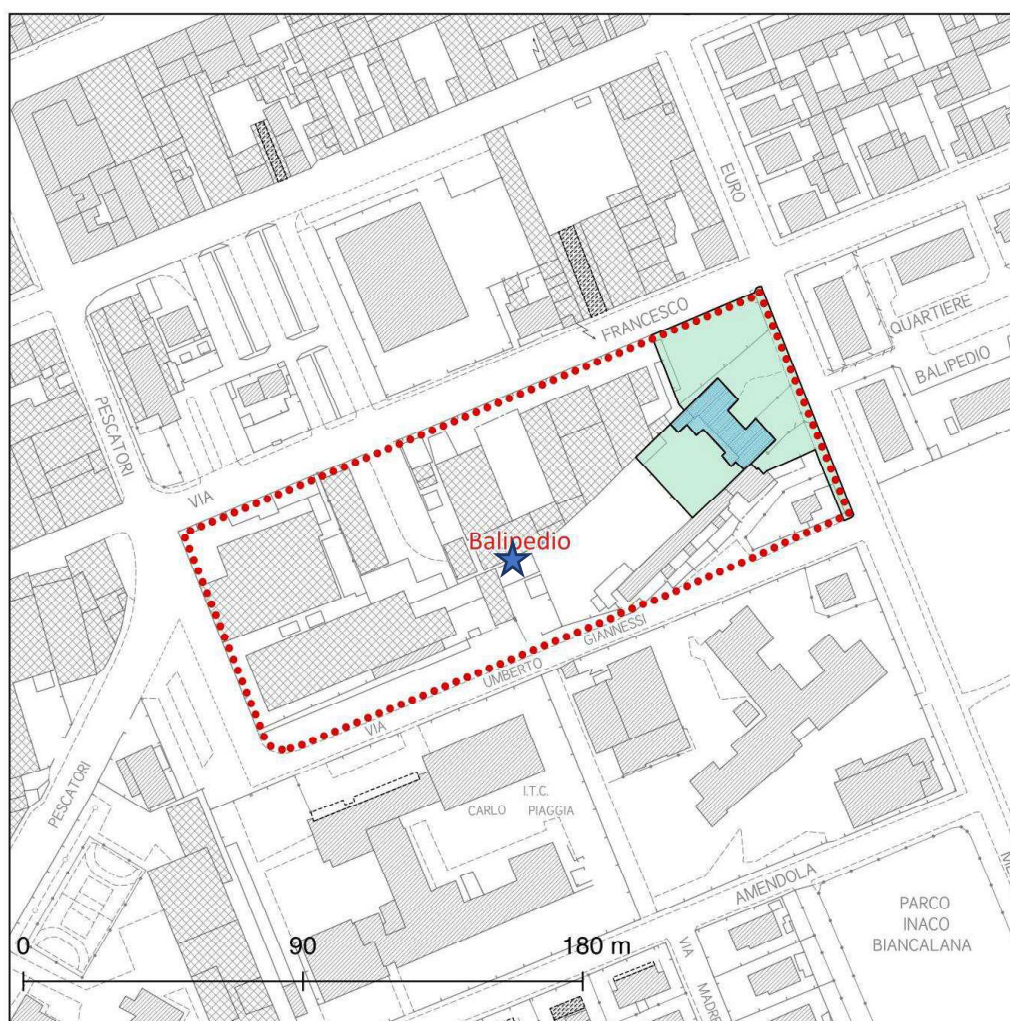 EURO
QUARTIERE
FRANCESCO
BALIPEDIO
PESCATORI
VIA
Balipedio
GIANNESSI
UMBERTO
VIA
PESCATORI
I.T.C.
CARLO PIAGGIA
AMENDOLA
PARCO
INACO
BIANCALANA
VIA
MADRE
0 90 180 m